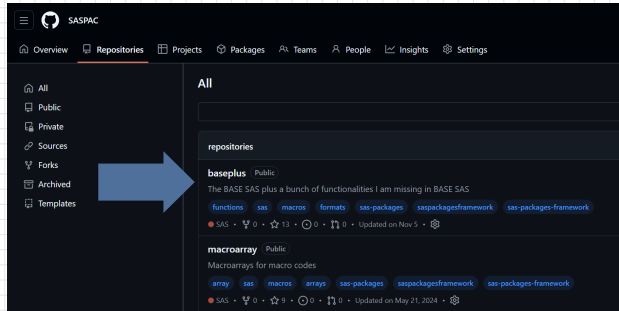 SASPAC
Overview Repositories Projects Packages Teams People Insights Settings
All
Public
Private
Sources
Forks
Archived
Templates
All
repositories
baseplus Public
The BASE SAS plus a bunch of functionalities I am missing in BASE SAS
functions sas macros formats sas-packages saspackagesframework sas-packages-framework
SAS • 0 • 13 • 0 • 0 • Updated on Nov 5 •
macroarray Public
Macroarrays for macro codes
array sas macros arrays sas-packages saspackagesframework sas-packages-framework
SAS • 0 • 9 • 0 • 0 • Updated on May 21, 2024 •